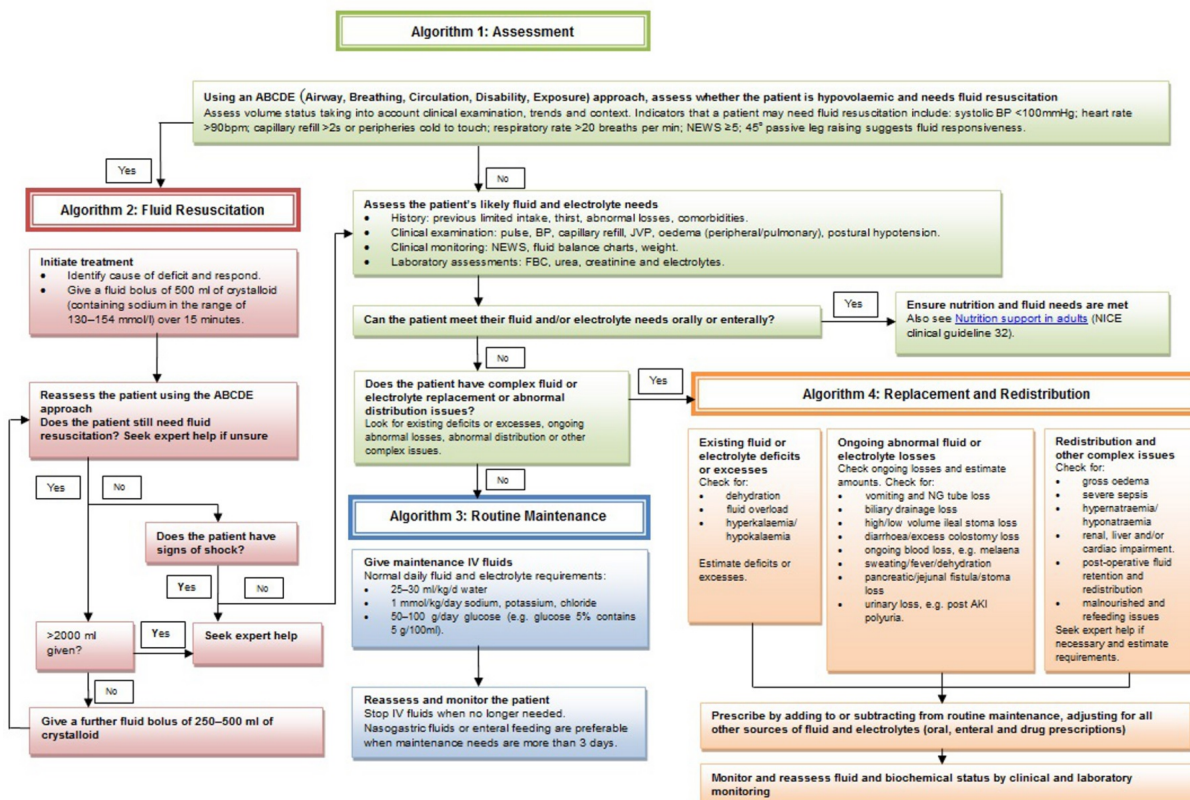 Algorithm 1: Assessment
Using an ABCDE (Airway, Breathing, Circulation, Disability, Exposure) approach, assess whether the patient is hypovolaemic and needs fluid resuscitation
Assess volume status taking into account clinical examination, trends and context. Indicators that a patient may need fluid resuscitation include: systolic BP <100mmHg; heart rate
>90bpm; capillary refill >2s or peripheries cold to touch; respiratory rate >20 breaths per min; NEWS ≥5; 45° passive leg raising suggests fluid responsiveness.
Yes
No
Algorithm 2: Fluid Resuscitation
Initiate treatment
• Identify cause of deficit and respond.
• Give a fluid bolus of 500 ml of crystalloid
(containing sodium in the range of
130–154 mmol/l) over 15 minutes.
Reassess the patient using the ABCDE
approach
Does the patient still need fluid
resuscitation? Seek expert help if unsure
Yes
No
Does the patient have
signs of shock?
Yes
No
>2000 ml
given?
Yes
Seek expert help
No
Give a further fluid bolus of 250–500 ml of
crystalloid
Assess the patient's likely fluid and electrolyte needs
• History: previous limited intake, thirst, abnormal losses, comorbidities.
• Clinical examination: pulse, BP, capillary refill, JVP, oedema (peripheral/pulmonary), postural hypotension.
• Clinical monitoring: NEWS, fluid balance charts, weight.
• Laboratory assessments: FBC, urea, creatinine and electrolytes.
Can the patient meet their fluid and/or electrolyte needs orally or enterally?
Yes
Ensure nutrition and fluid needs are met
Also see Nutrition support in adults (NICE
clinical guideline 32).
No
Does the patient have complex fluid or
electrolyte replacement or abnormal
distribution issues?
Look for existing deficits or excesses, ongoing
abnormal losses, abnormal distribution or other
complex issues.
Yes
No
Algorithm 3: Routine Maintenance
Give maintenance IV fluids
Normal daily fluid and electrolyte requirements:
• 25–30 ml/kg/d water
• 1 mmol/kg/day sodium, potassium, chloride
• 50–100 g/day glucose (e.g. glucose 5% contains
5 g/100ml).
Reassess and monitor the patient
Stop IV fluids when no longer needed.
Nasogastric fluids or enteral feeding are preferable
when maintenance needs are more than 3 days.
Algorithm 4: Replacement and Redistribution
Existing fluid or
electrolyte deficits
or excesses
Check for:
• dehydration
• fluid overload
• hyperkalaemia/
hypokalaemia
Estimate deficits or
excesses.
Ongoing abnormal fluid or
electrolyte losses
Check ongoing losses and estimate
amounts. Check for:
• vomiting and NG tube loss
• biliary drainage loss
• high/low volume ileal stoma loss
• diarrhoea/excess colostomy loss
• ongoing blood loss, e.g. melaena
• sweating/fever/dehydration
• pancreatic/jejunal fistula/stoma
loss
• urinary loss, e.g. post AKI
polyuria.
Redistribution and
other complex issues
Check for:
• gross oedema
• severe sepsis
• hypernatraemia/
hyponatraemia
• renal, liver and/or
cardiac impairment.
• post-operative fluid
retention and
redistribution
• malnourished and
refeeding issues
Seek expert help if
necessary and estimate
requirements.
Prescribe by adding to or subtracting from routine maintenance, adjusting for all
other sources of fluid and electrolytes (oral, enteral and drug prescriptions)
Monitor and reassess fluid and biochemical status by clinical and laboratory
monitoring